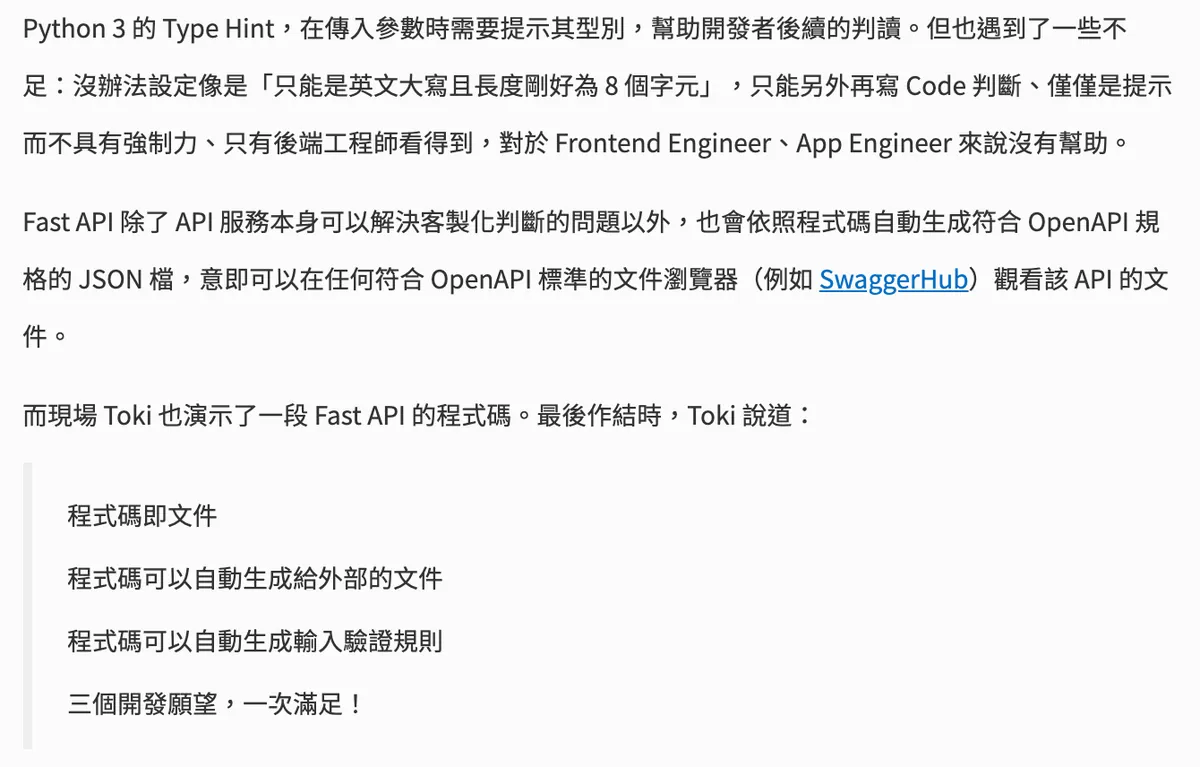 Python 3 的 Type Hint，在傳入參數時需要提示其型別，幫助開發者後續的判讀。但也遇到了一些不
足：沒辦法設定像是「只能是英文大寫且長度剛好為 8 個字元」，只能另外再寫 Code 判斷、僅僅是提示
而不具有強制力、只有後端工程師看得到，對於 Frontend Engineer、App Engineer 來說沒有幫助。
Fast API 除了 API 服務本身可以解決客製化判斷的問題以外，也會依照程式碼自動生成符合 OpenAPI 規
格的 JSON 檔，意即可以在任何符合 OpenAPI 標準的文件瀏覽器（例如 SwaggerHub）觀看該 API 的文
件。
而現場 Toki 也演示了一段 Fast API 的程式碼。最後作結時，Toki 說道：
程式碼即文件
程式碼可以自動生成給外部的文件
程式碼可以自動生成輸入驗證規則
三個開發願望，一次滿足！